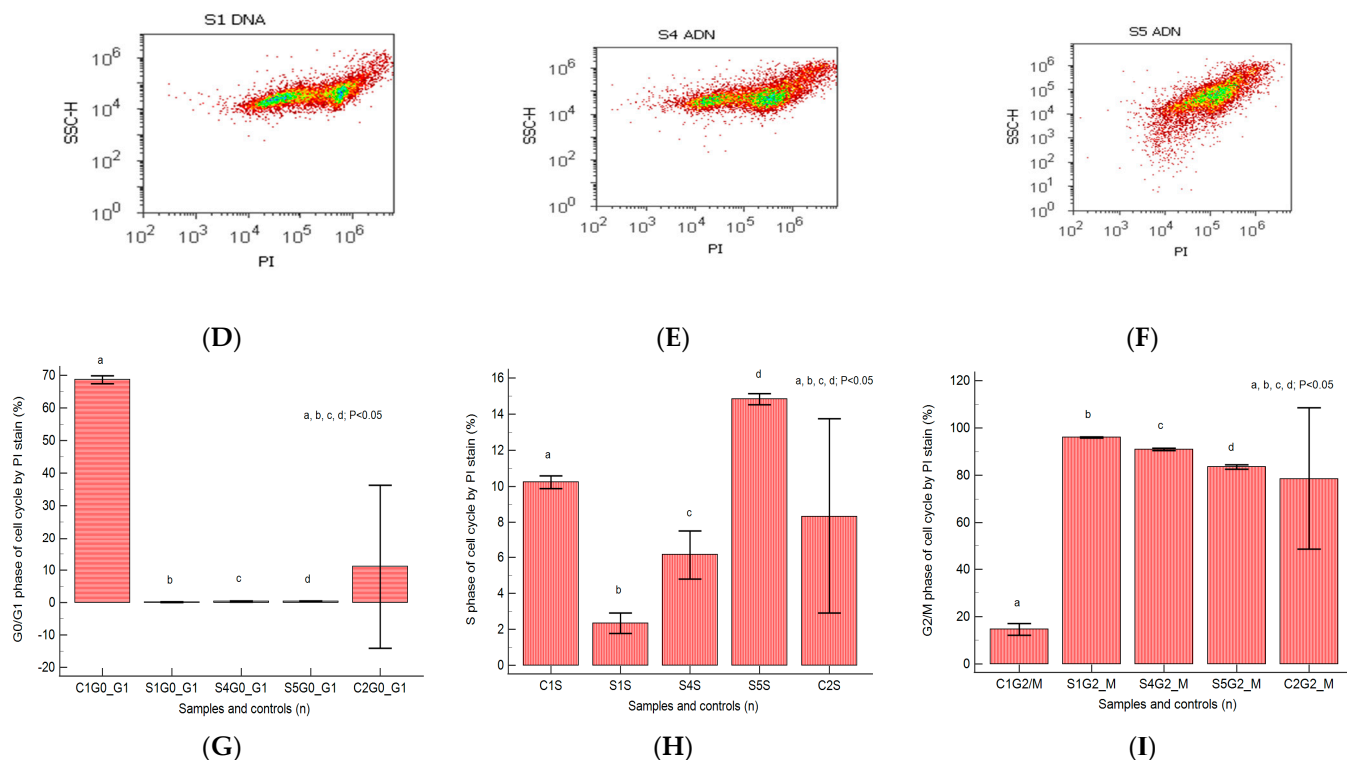 S1 DNA
S4 ADN
S5 ADN
SSC-H
10^6
10^4
10^2
10^0
10^2 10^3 10^4 10^5 10^6
PI
SSC-H
10^6
10^4
10^2
10^0
10^2 10^3 10^4 10^5 10^6
PI
SSC-H
10^6
10^5
10^4
10^3
10^2
10^1
10^0
10^2 10^3 10^4 10^5 10^6
PI
(D)
(E)
(F)
G0/G1 phase of cell cycle by PI stain (%)
70
60
50
40
30
20
10
0
-10
-20
a
b
c
d
a, b, c, d; P<0.05
C1G0_G1 S1G0_G1 S4G0_G1 S5G0_G1 C2G0_G1
Samples and controls (n)
S phase of cell cycle by PI stain (%)
16
14
12
10
8
6
4
2
0
a
b
c
d
a, b, c, d; P<0.05
C1S S1S S4S S5S C2S
Samples and controls (n)
G2/M phase of cell cycle by PI stain (%)
120
100
80
60
40
20
0
a
b
c
d
a, b, c, d; P<0.05
C1G2/M S1G2_M S4G2_M S5G2_M C2G2_M
Samples and controls (n)
(G)
(H)
(I)